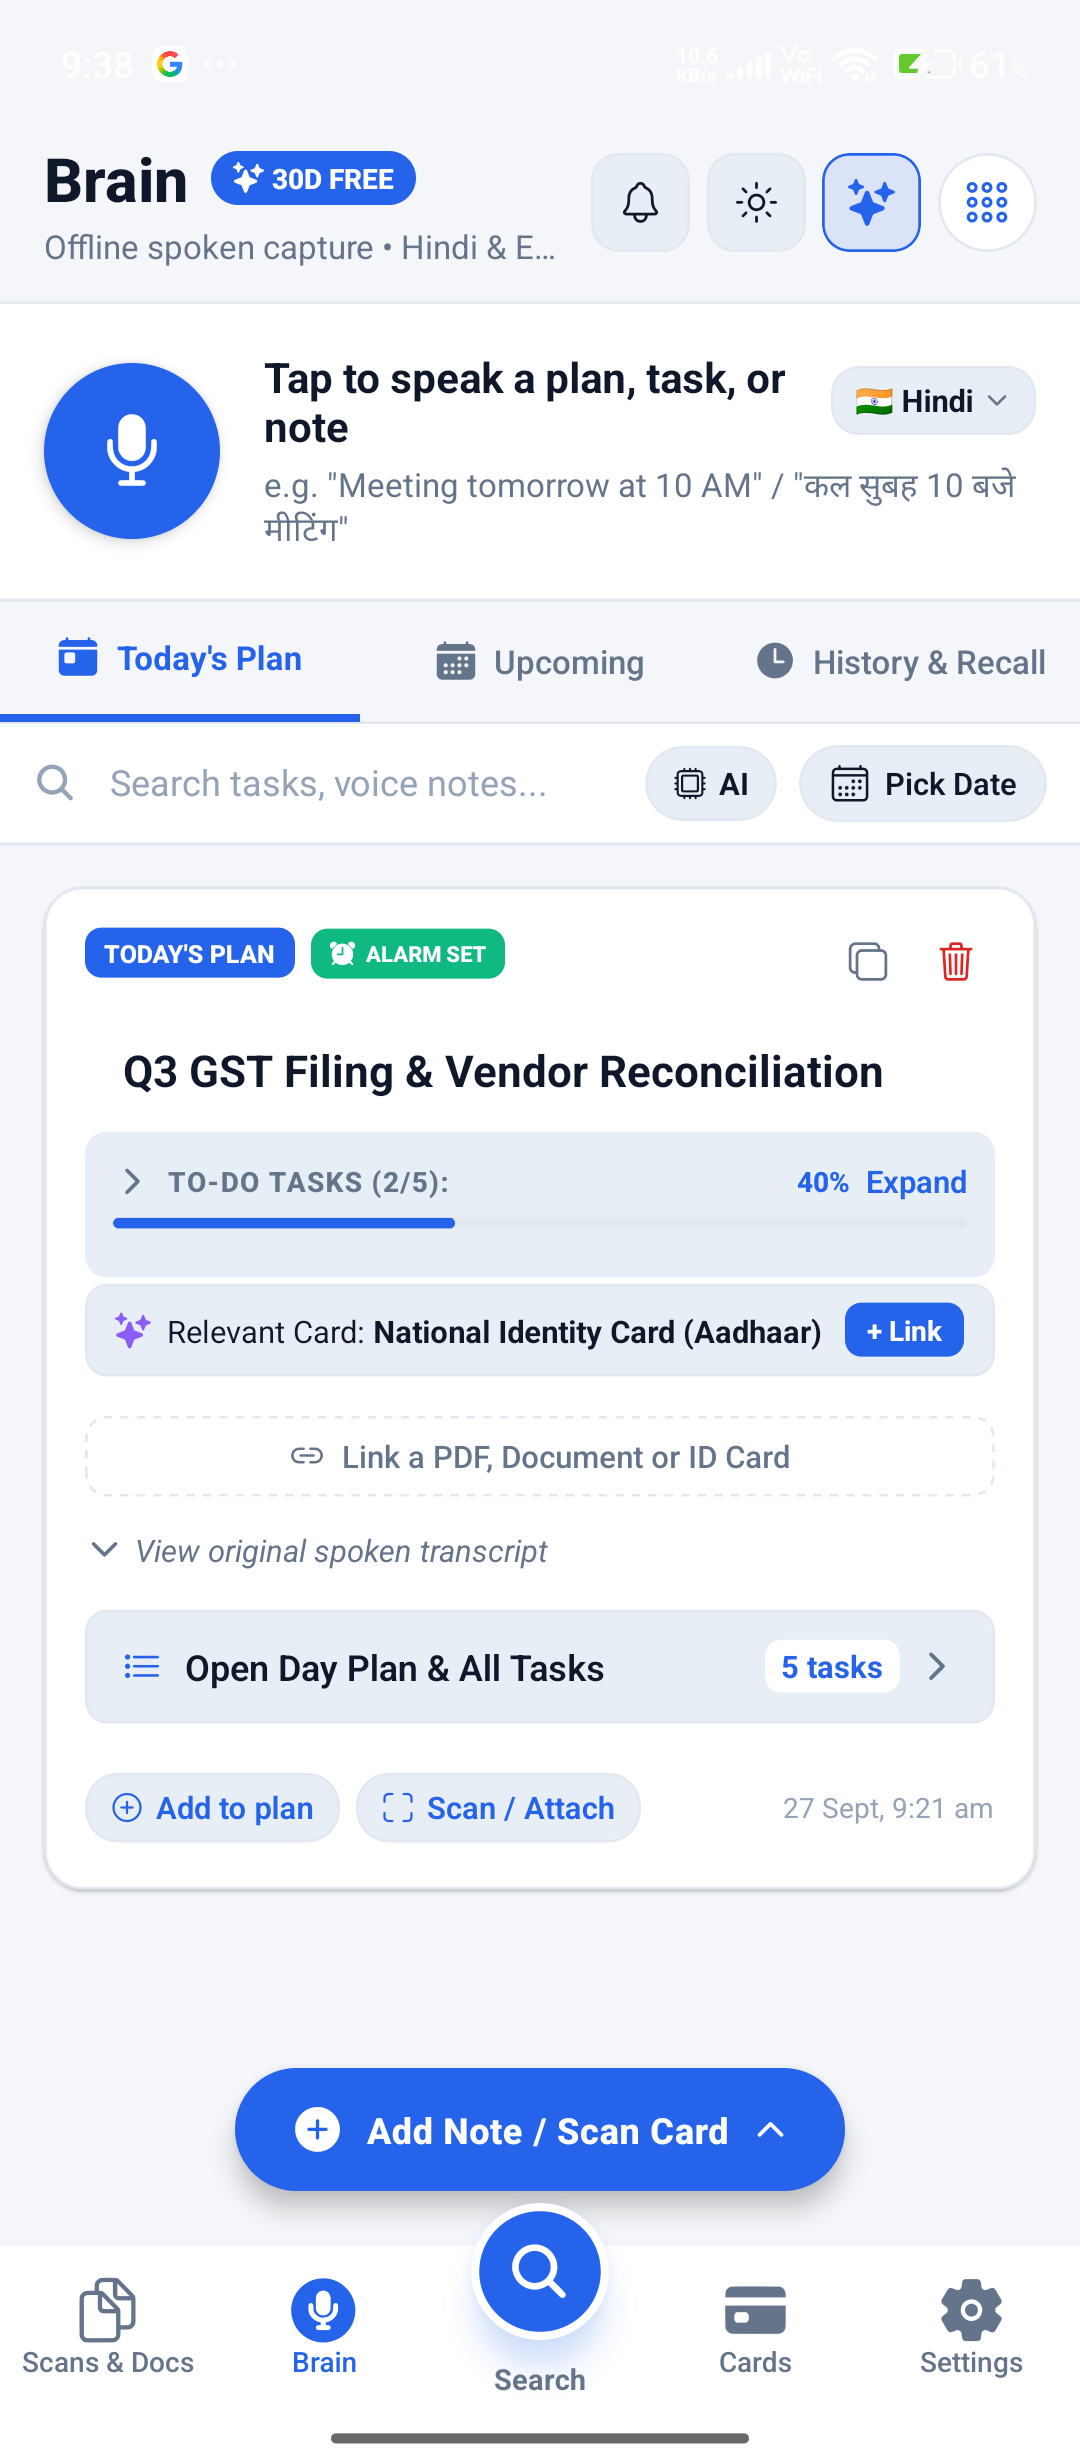 9:38
10.6 KB/s Vo WiFi 61%
Brain
30D FREE
Offline spoken capture • Hindi & E...
Tap to speak a plan, task, or
note
Hindi
e.g. "Meeting tomorrow at 10 AM" / "कल सुबह 10 बजे
मीटिंग"
Today's Plan
Upcoming
History & Recall
Search tasks, voice notes...
AI
Pick Date
TODAY'S PLAN
ALARM SET
Q3 GST Filing & Vendor Reconciliation
TO-DO TASKS (2/5):
40% Expand
Relevant Card: National Identity Card (Aadhaar)
+ Link
Link a PDF, Document or ID Card
View original spoken transcript
Open Day Plan & All Tasks
5 tasks
Add to plan
Scan / Attach
27 Sept, 9:21 am
Add Note / Scan Card
Scans & Docs
Brain
Search
Cards
Settings